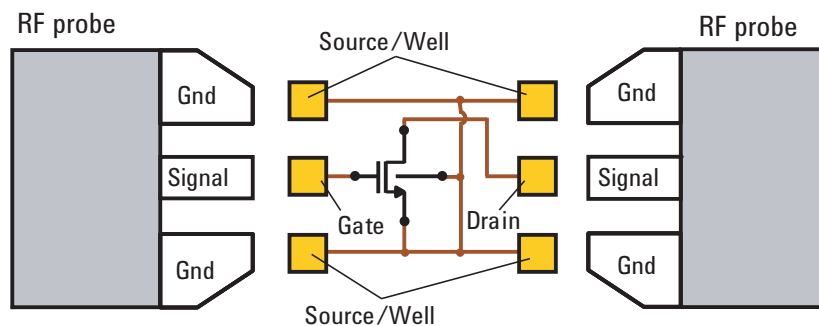 RF probe
RF probe
Source/Well
Gnd
Gnd
Signal
Signal
Gate
Drain
Gnd
Gnd
Source/Well